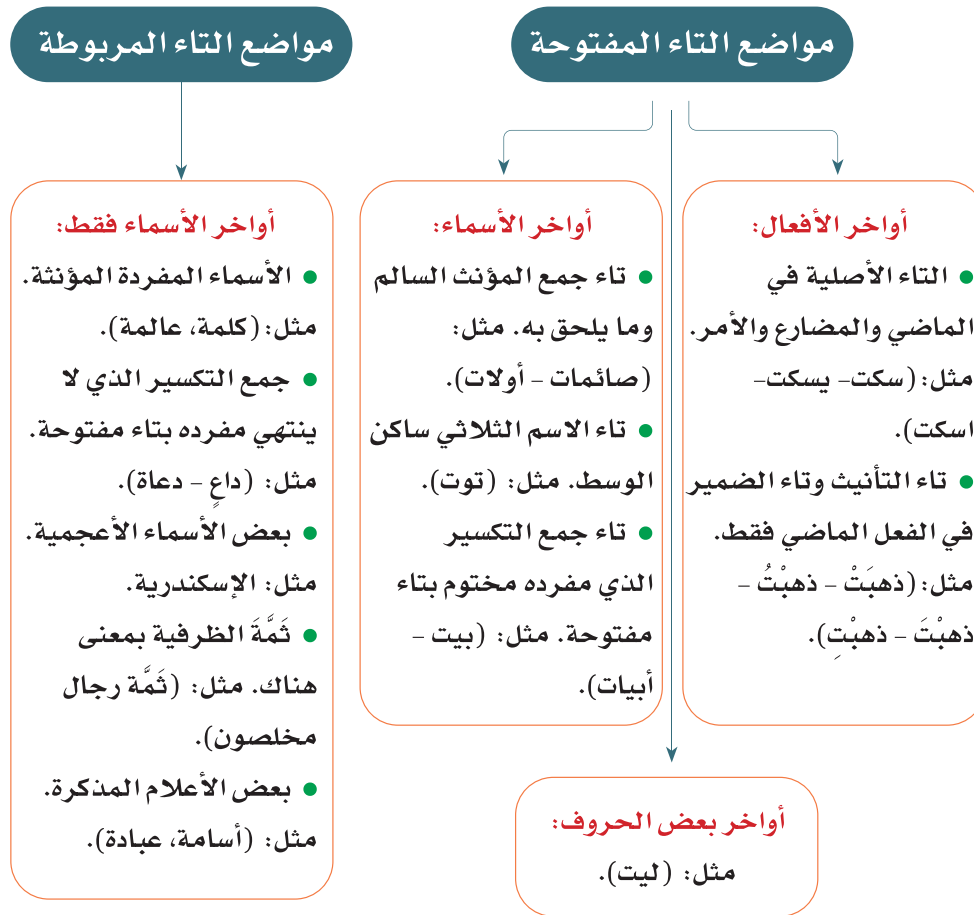 مواضع التاء المفتوحة
أواخر الأفعال:
● التاء الأصلية في
الماضي والمضارع والأمر.
مثل: (سكت- يسكت-
اسكت).
● تاء التأنيث وتاء الضمير
في الفعل الماضي فقط.
مثل: (ذهبَتْ – ذهبْتُ –
ذهبْتَ – ذهبْتِ).
أواخر الأسماء:
● تاء جمع المؤنث السالم
وما يلحق به. مثل:
(صائمات – أولات).
● تاء الاسم الثلاثي ساكن
الوسط. مثل: (توت).
● تاء جمع التكسير
الذي مفرده مختوم بتاء
مفتوحة. مثل: (بيت –
أبيات).
أواخر بعض الحروف:
مثل: (ليت).
مواضع التاء المربوطة
أواخر الأسماء فقط:
● الأسماء المفردة المؤنثة.
مثل: (كلمة، عالمة).
● جمع التكسير الذي لا
ينتهي مفرده بتاء مفتوحة.
مثل: (داعٍ – دعاة).
● بعض الأسماء الأعجمية.
مثل: الإسكندرية.
● ثَمَّةَ الظرفية بمعنى
هناك. مثل: (ثَمَّة رجال
مخلصون).
● بعض الأعلام المذكرة.
مثل: (أسامة، عبادة).